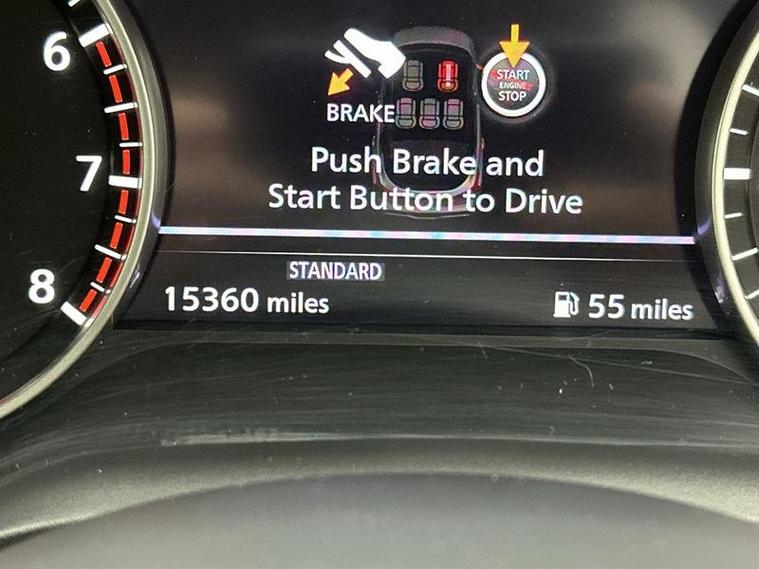 6
7
8
BRAKE
START
ENGINE
STOP
Push Brake and
Start Button to Drive
STANDARD
15360 miles
55 miles